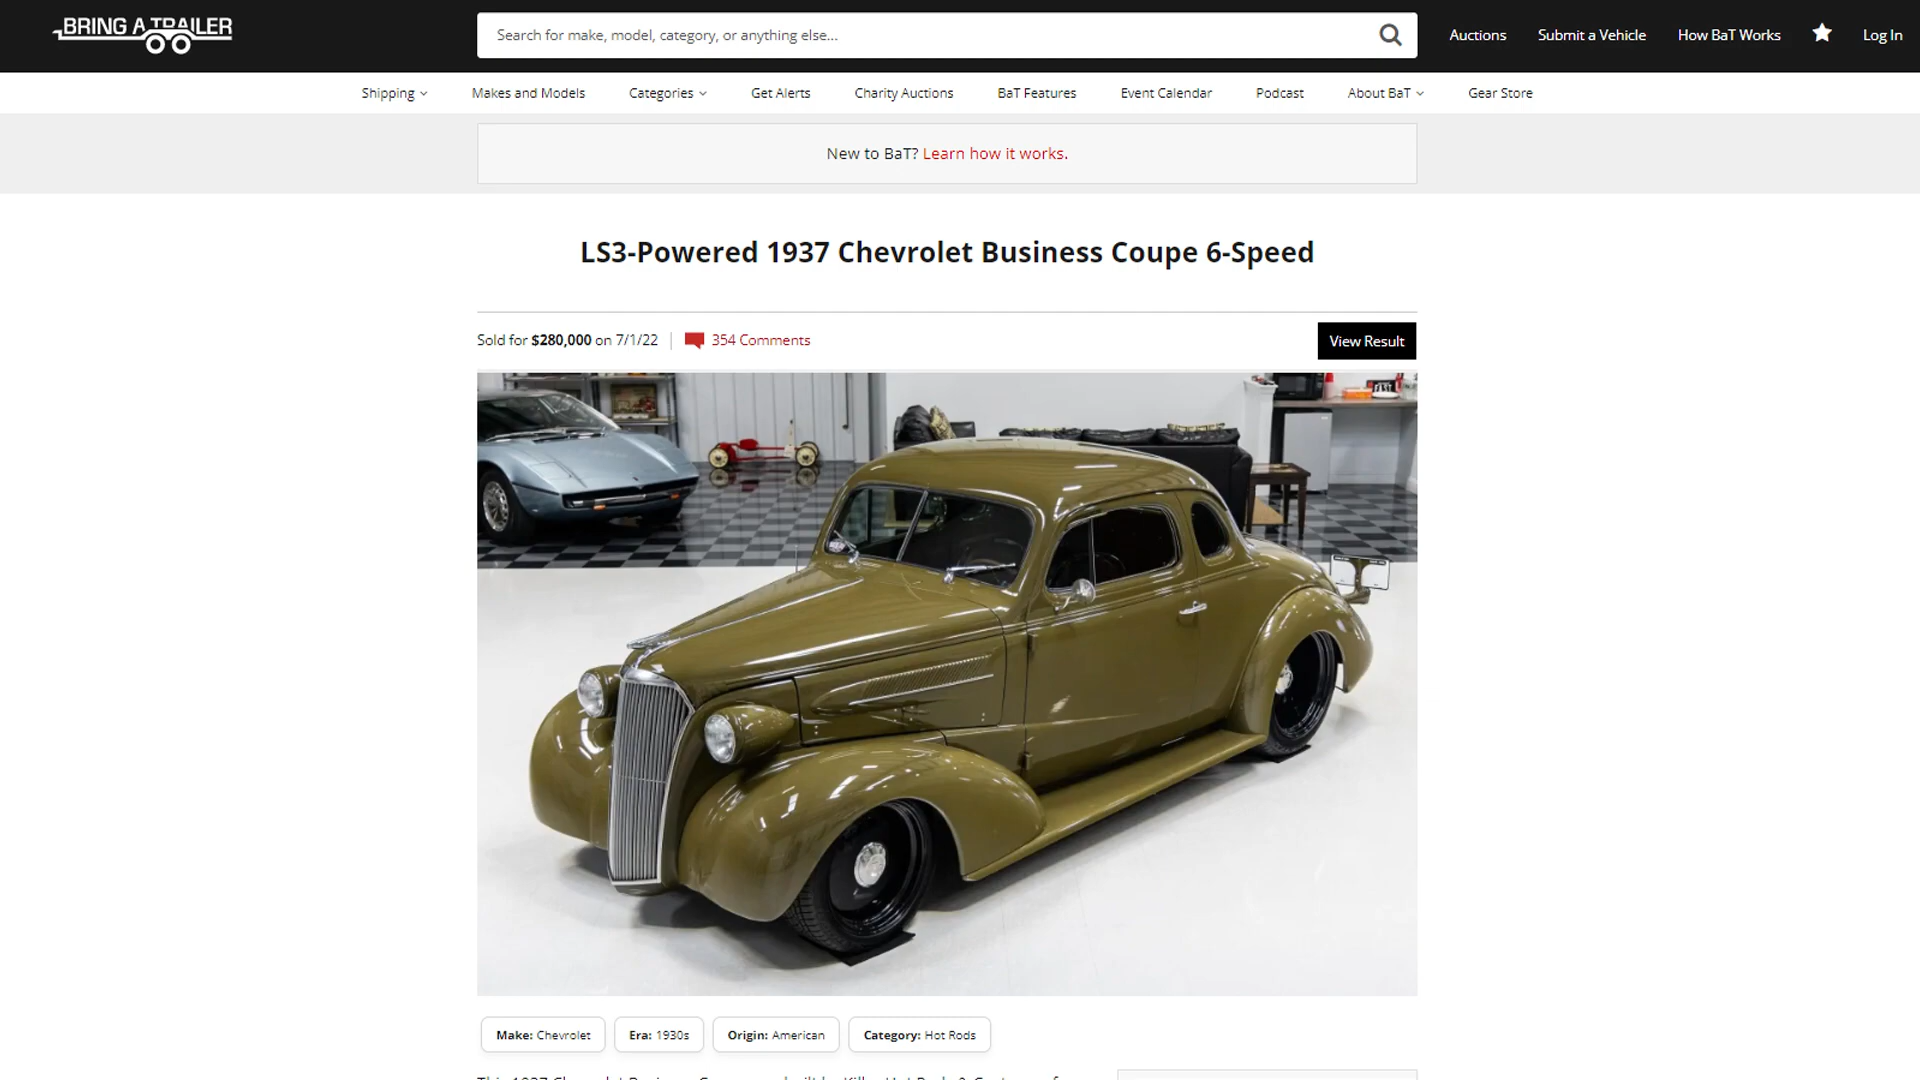 BRING A TRAILER
Search for make, model, category, or anything else...
Auctions
Submit a Vehicle
How BaT Works
Log In
Shipping
Makes and Models
Categories
Get Alerts
Charity Auctions
BaT Features
Event Calendar
Podcast
About BaT
Gear Store
New to BaT? Learn how it works.
LS3-Powered 1937 Chevrolet Business Coupe 6-Speed
Sold for $280,000 on 7/1/22
354 Comments
View Result
Make: Chevrolet
Era: 1930s
Origin: American
Category: Hot Rods